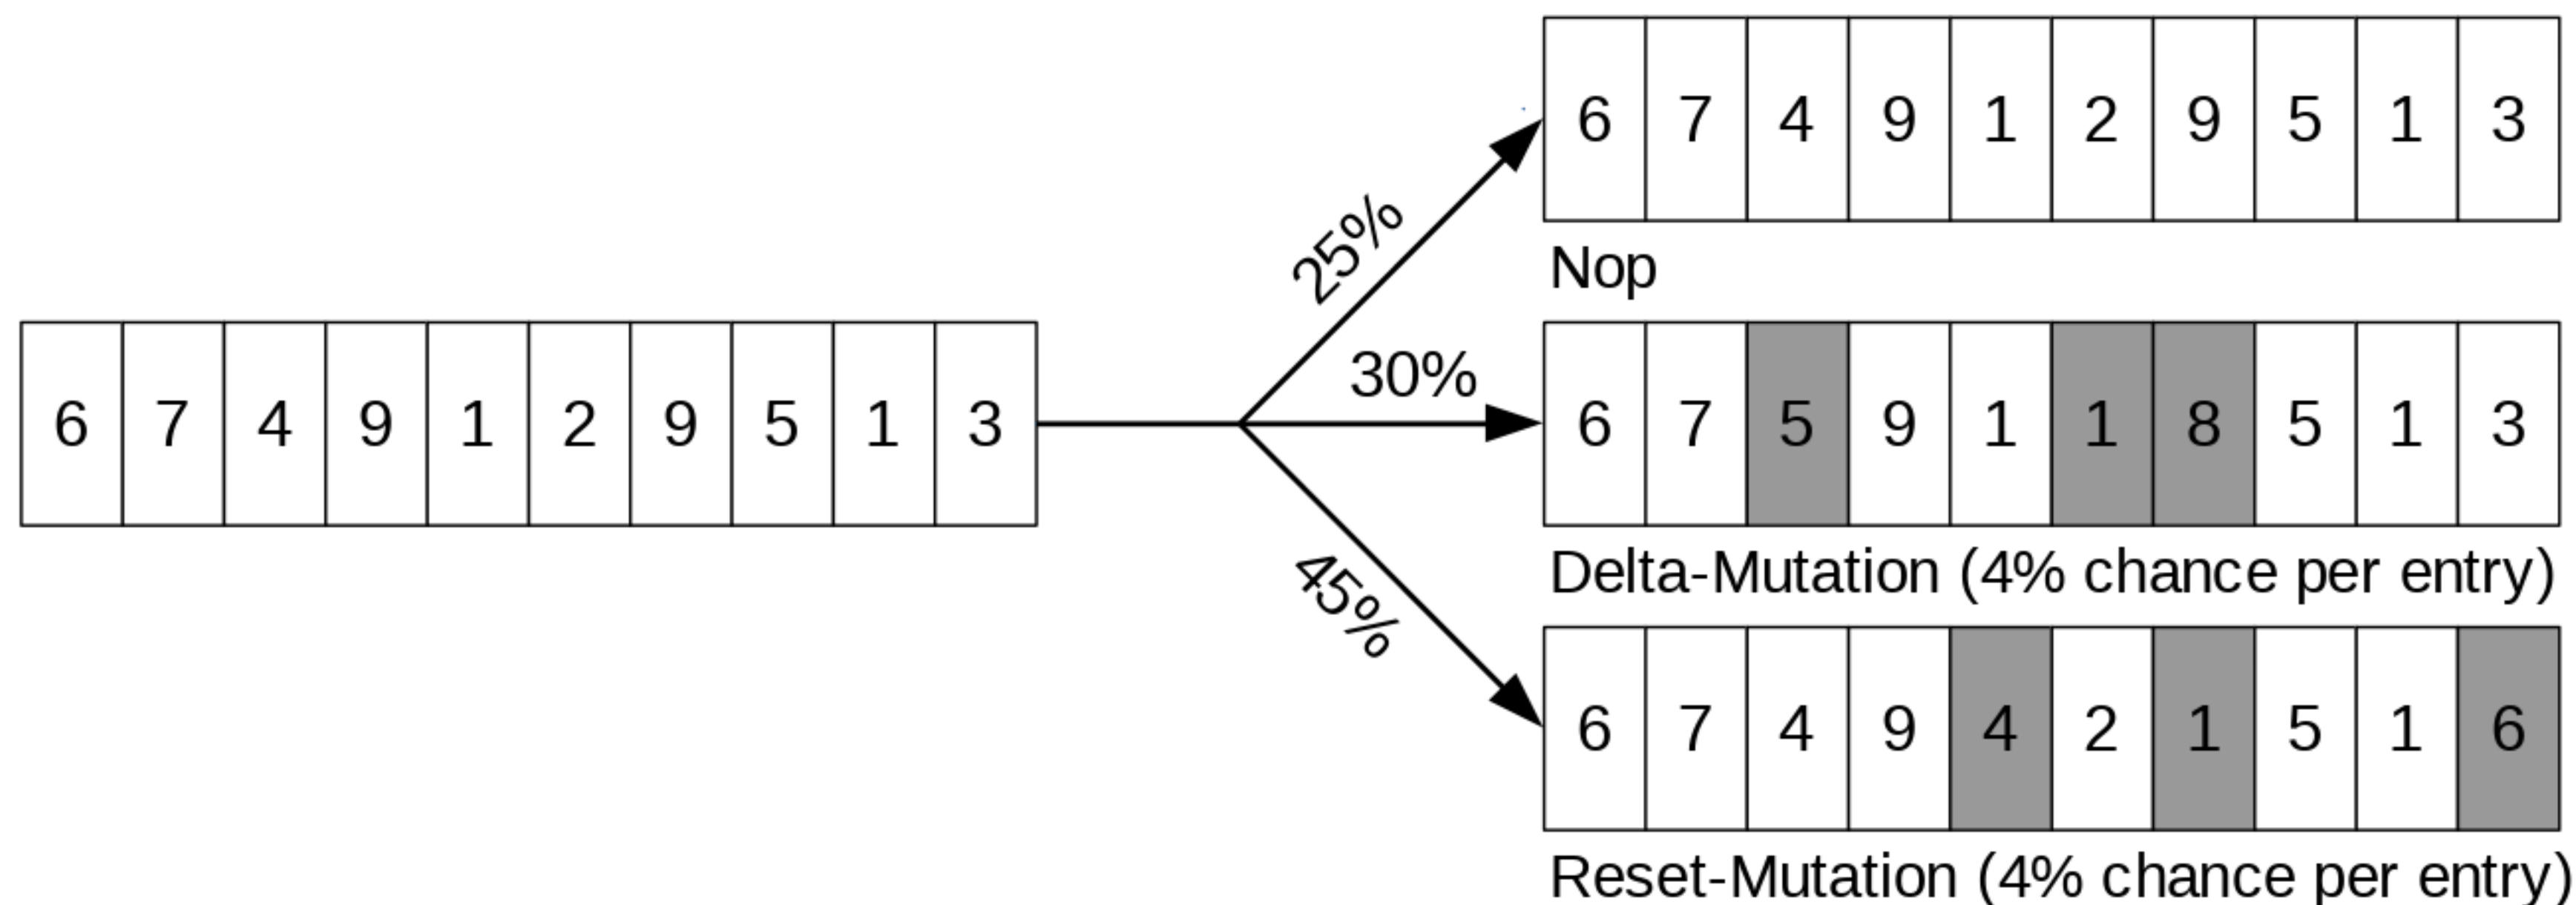 6 7 4 9 1 2 9 5 1 3
25%
6 7 4 9 1 2 9 5 1 3
Nop
30%
6 7 5 9 1 1 8 5 1 3
Delta-Mutation (4% chance per entry)
45%
6 7 4 9 4 2 1 5 1 6
Reset-Mutation (4% chance per entry)